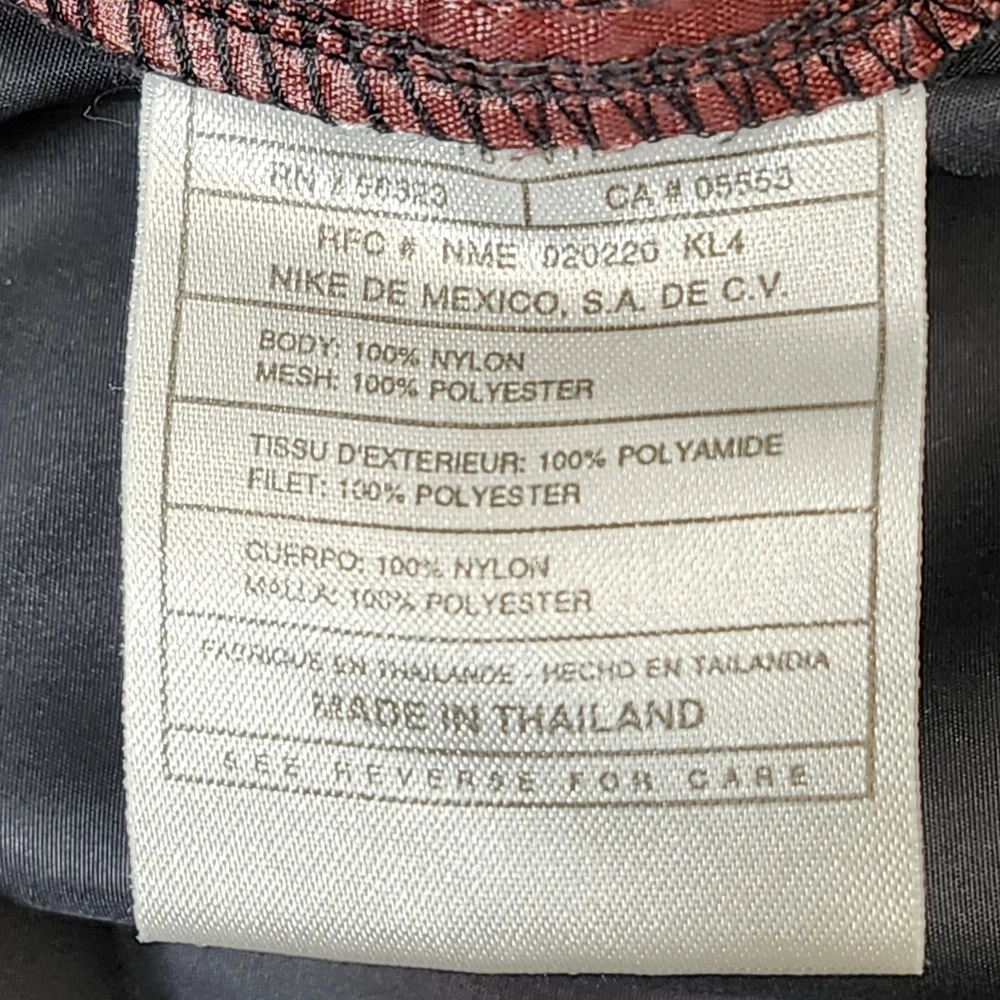 RN # 56323
CA # 05553
RFC # NME 020220 KL4
NIKE DE MEXICO, S.A. DE C.V.
BODY: 100% NYLON
MESH: 100% POLYESTER
TISSU D'EXTERIEUR: 100% POLYAMIDE
FILET: 100% POLYESTER
CUERPO: 100% NYLON
MALLA: 100% POLYESTER
FABRIQUE EN THAILANDE - HECHO EN TAILANDIA
MADE IN THAILAND
SEE REVERSE FOR CARE